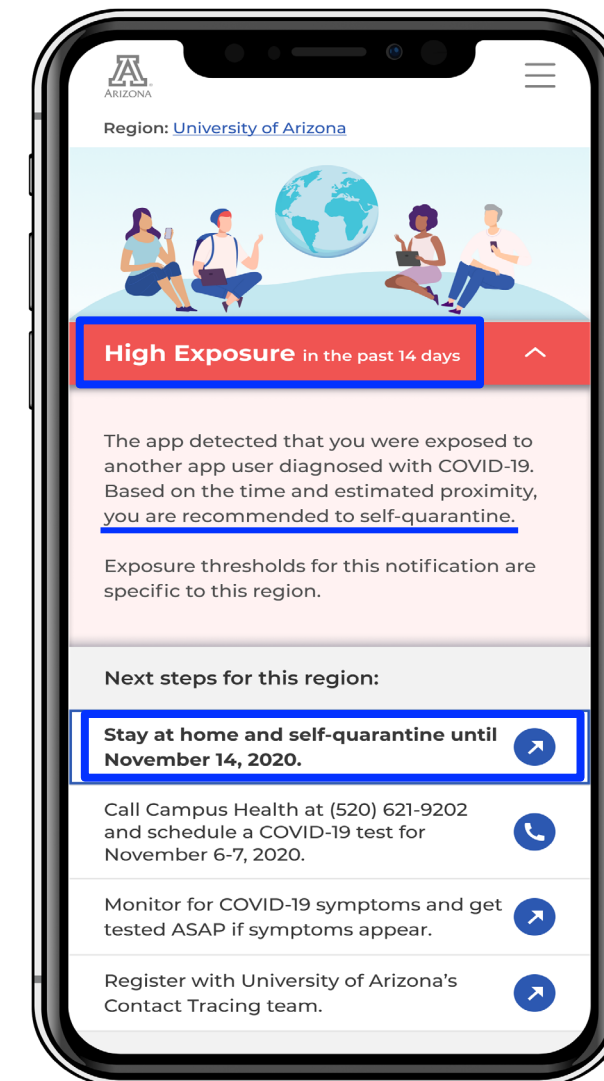 ARIZONA
Region: University of Arizona
High Exposure in the past 14 days
The app detected that you were exposed to
another app user diagnosed with COVID-19.
Based on the time and estimated proximity,
you are recommended to self-quarantine.
Exposure thresholds for this notification are
specific to this region.
Next steps for this region:
Stay at home and self-quarantine until
November 14, 2020.
Call Campus Health at (520) 621-9202
and schedule a COVID-19 test for
November 6-7, 2020.
Monitor for COVID-19 symptoms and get
tested ASAP if symptoms appear.
Register with University of Arizona’s
Contact Tracing team.